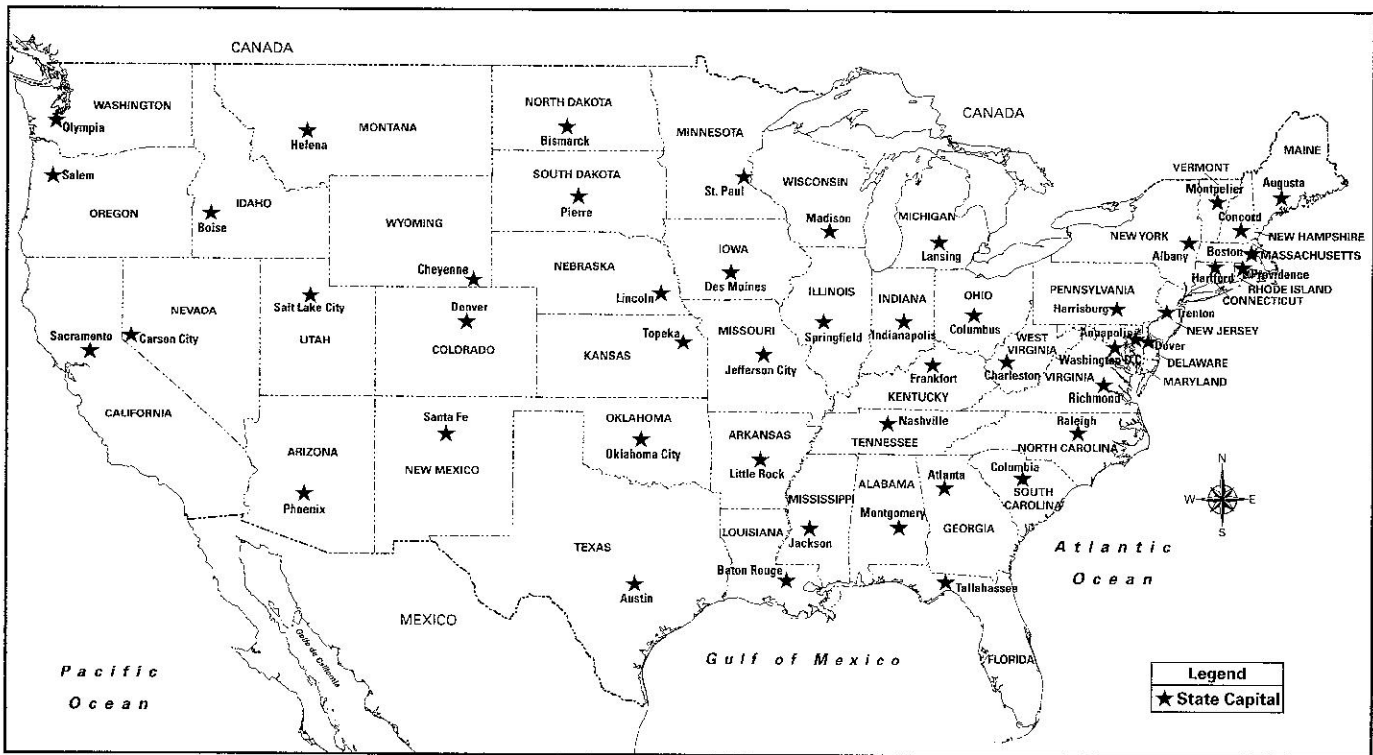 CANADA
CANADA
WASHINGTON
Olympia
Salem
OREGON
Helena
MONTANA
IDAHO
Boise
NORTH DAKOTA
Bismarck
SOUTH DAKOTA
Pierre
MINNESOTA
St. Paul
WISCONSIN
Madison
MICHIGAN
Lansing
VERMONT
Montpelier
MAINE
Augusta
Concord
NEW HAMPSHIRE
NEW YORK
Albany
Boston
MASSACHUSETTS
Hartford
Providence
RHODE ISLAND
CONNECTICUT
WYOMING
Cheyenne
NEBRASKA
Lincoln
IOWA
Des Moines
ILLINOIS
Springfield
INDIANA
Indianapolis
OHIO
Columbus
PENNSYLVANIA
Harrisburg
Trenton
NEW JERSEY
Annapolis
Dover
DELAWARE
Washington D.C.
MARYLAND
WEST
VIRGINIA
Charleston
VIRGINIA
Richmond
Sacramento
Carson City
NEVADA
CALIFORNIA
Salt Lake City
UTAH
Denver
COLORADO
Topeka
KANSAS
MISSOURI
Jefferson City
Frankfort
KENTUCKY
Nashville
TENNESSEE
Raleigh
NORTH CAROLINA
ARIZONA
Phoenix
Santa Fe
NEW MEXICO
OKLAHOMA
Oklahoma City
ARKANSAS
Little Rock
MISSISSIPPI
Jackson
ALABAMA
Montgomery
Atlanta
GEORGIA
Columbia
SOUTH
CAROLINA
TEXAS
Austin
LOUISIANA
Baton Rouge
Tallahassee
FLORIDA
MEXICO
Golfo de California
Pacific
Ocean
Gulf of Mexico
Atlantic
Ocean
N
W E
S
Legend
State Capital